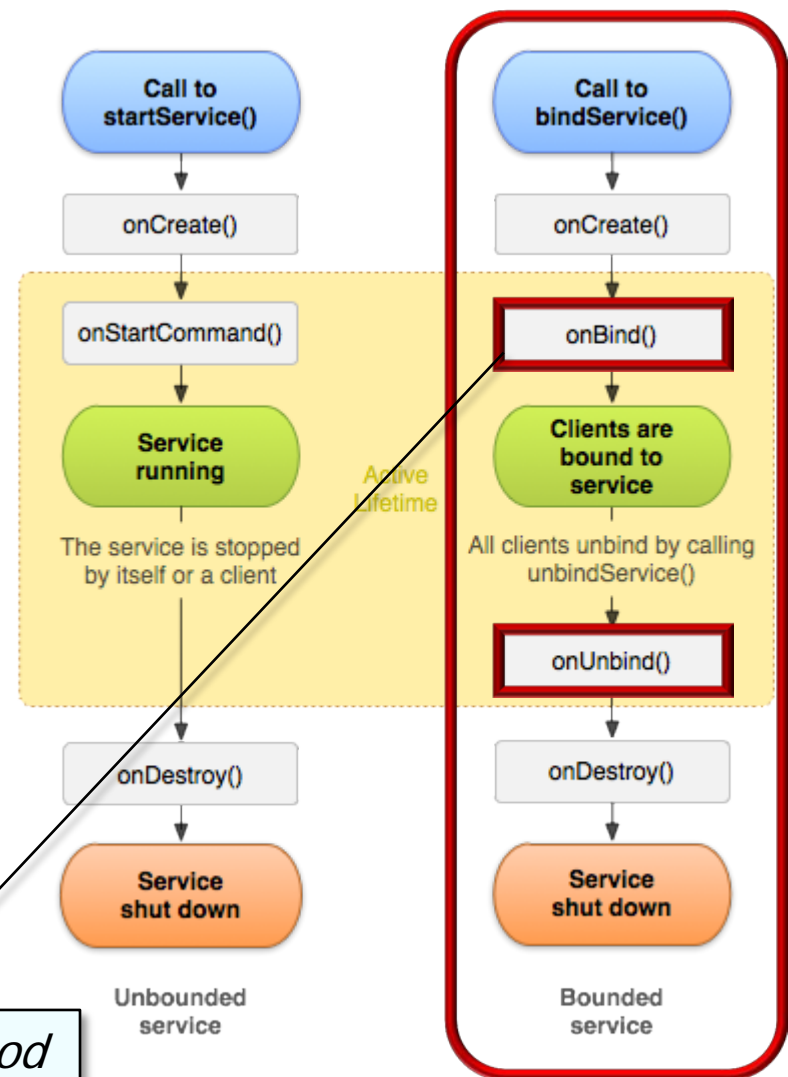 Call to
startService()
onCreate()
onStartCommand()
Service
running
The service is stopped
by itself or a client
onDestroy()
Service
shut down
Unbounded
service
Active
Lifetime
Call to
bindService()
onCreate()
onBind()
Clients are
bound to
service
All clients unbind by calling
unbindService()
onUnbind()
onDestroy()
Service
shut down
Bounded
service